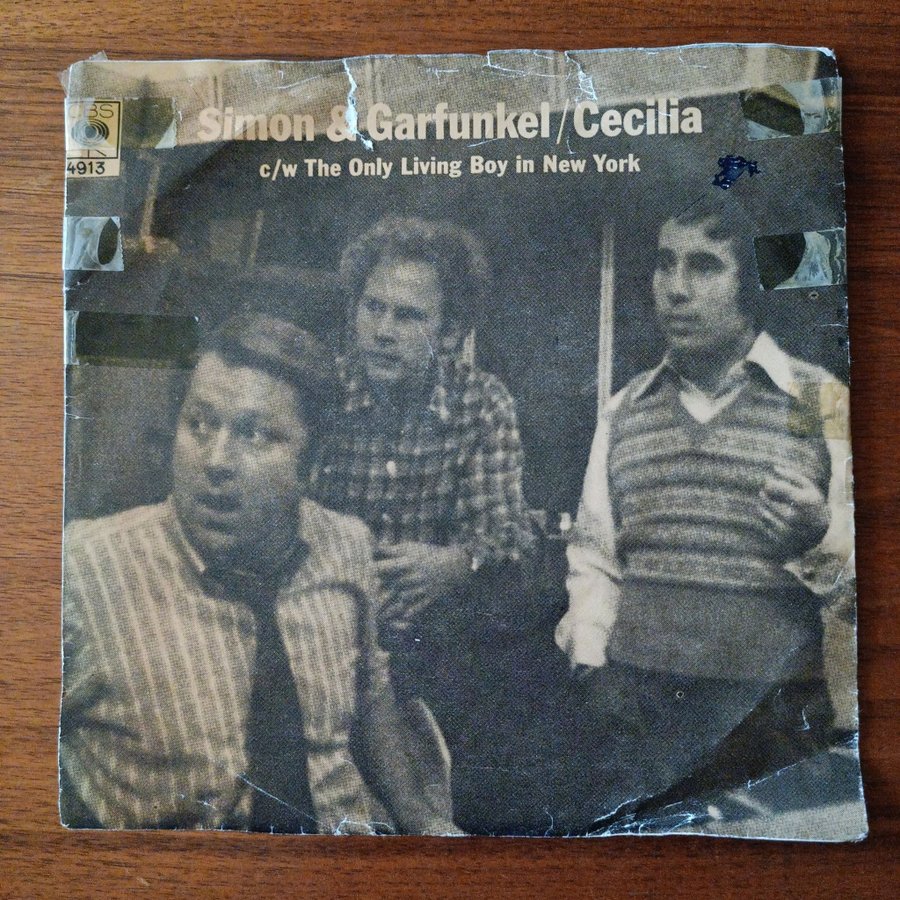 CBS
4913
Simon & Garfunkel/Cecilia
c/w The Only Living Boy in New York